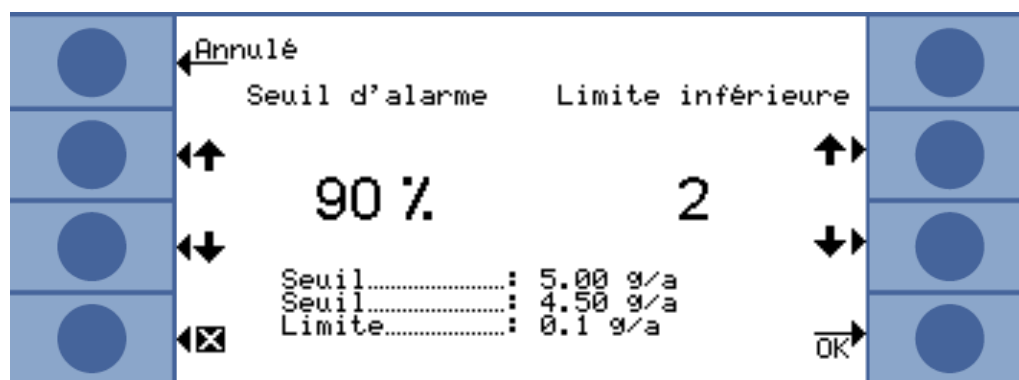 Annulé
Seuil d'alarme Limite inférieure
90 % 2
Seuil.....................: 5.00 g/a
Seuil.....................: 4.50 g/a
Limite..................: 0.1 g/a
OK